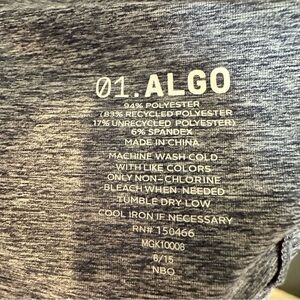 01.ALGO
94% POLYESTER
(83% RECYCLED POLYESTER
17% UNRECYCLED POLYESTER)
6% SPANDEX
MADE IN CHINA
MACHINE WASH COLD
WITH LIKE COLORS
ONLY NON-CHLORINE
BLEACH WHEN NEEDED
TUMBLE DRY LOW
COOL IRON IF NECESSARY
RN# 150466
MGK10006
6/15
NBO